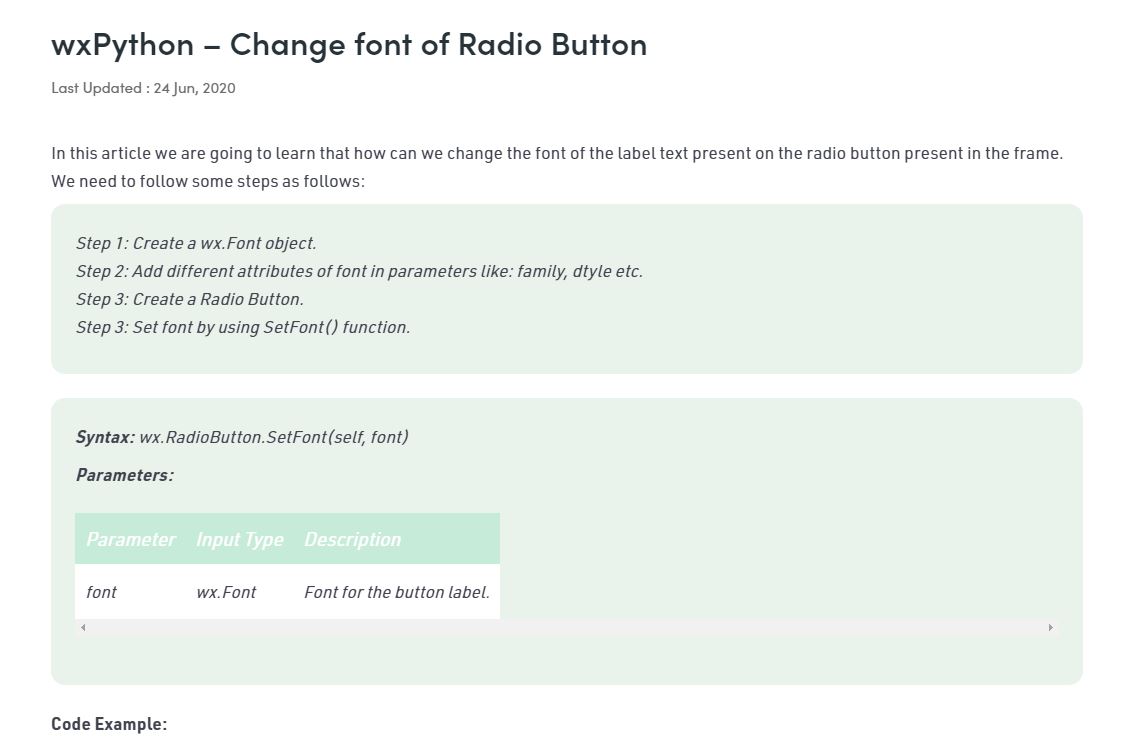 wxPython – Change font of Radio Button
Last Updated : 24 Jun, 2020
In this article we are going to learn that how can we change the font of the label text present on the radio button present in the frame.
We need to follow some steps as follows:
Step 1: Create a wx.Font object.
Step 2: Add different attributes of font in parameters like: family, dtyle etc.
Step 3: Create a Radio Button.
Step 3: Set font by using SetFont() function.
Syntax: wx.RadioButton.SetFont(self, font)
Parameters:
Parameter Input Type Description
font wx.Font Font for the button label.
Code Example: